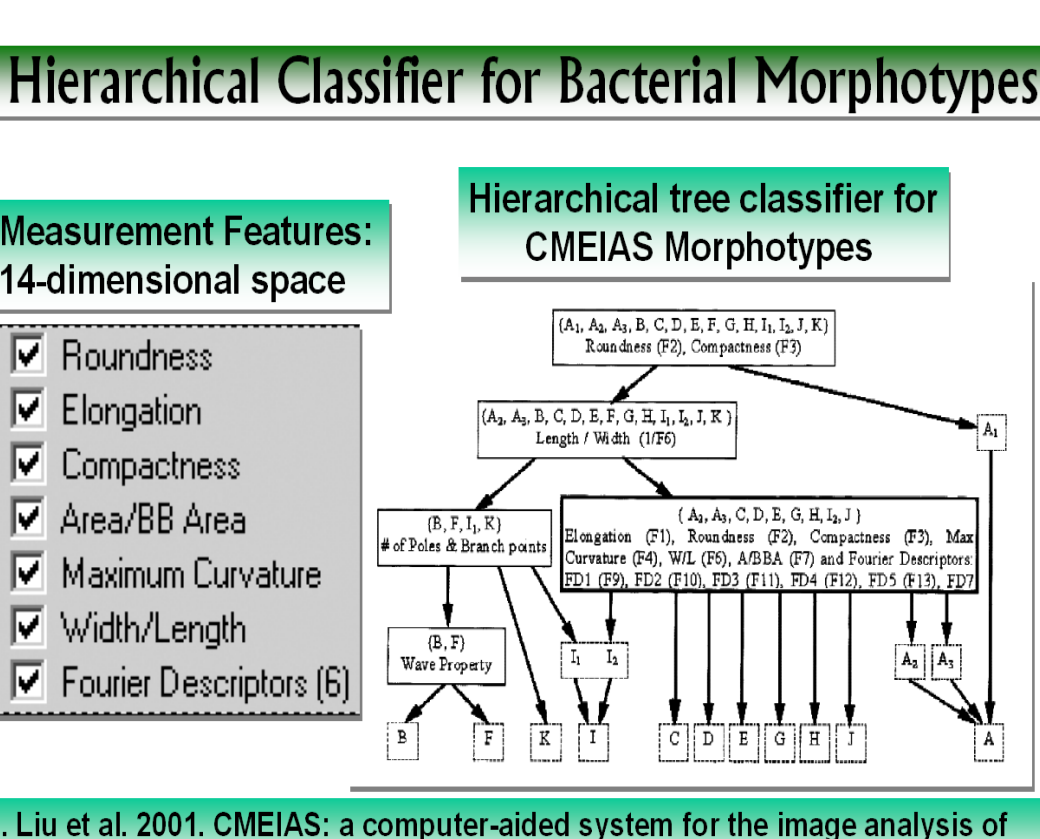 Hierarchical Classifier for Bacterial Morphotypes
Measurement Features:
14-dimensional space
Roundness
Elongation
Compactness
Area/BB Area
Maximum Curvature
Width/Length
Fourier Descriptors (6)
Hierarchical tree classifier for
CMEIAS Morphotypes
{A₁, A₂, A₃, B, C, D, E, F, G, H, I₁, I₂, J, K}
Roundness (F2), Compactness (F3)
{A₂, A₃, B, C, D, E, F, G, H, I₁, I₂, J, K }
Length / Width (1/F6)
A₁
{B, F, I₁, K}
# of Poles & Branch points
{ A₂, A₃, C, D, E, G, H, I₂, J }
Elongation (F1), Roundness (F2), Compactness (F3), Max
Curvature (F4), W/L (F6), A/BBA (F7) and Fourier Descriptors:
FD1 (F9), FD2 (F10), FD3 (F11), FD4 (F12), FD5 (F13), FD7
{B, F}
Wave Property
I₁ I₂
A₂ A₃
B F K I C D E G H J A
. Liu et al. 2001. CMEIAS: a computer-aided system for the image analysis of